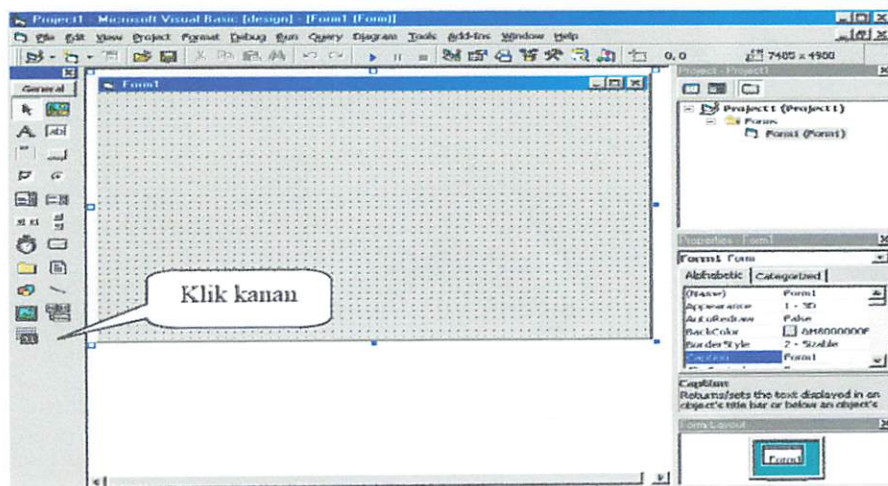 Project1 - Microsoft Visual Basic [design] - [Form1 (Form)]
File Edit View Project Format Debug Run Query Diagram Tools Add-Ins Window Help
0, 0
7485 x 4900
General
Form1
Klik kanan
Project - Project1
Project1 (Project1)
Forms
Form1 (Form1)
Properties - Form1
Form1 Form
Alphabetic Categorized
(Name) Form1
Appearance 1 - 3D
AutoRedraw False
BackColor &H8000000F
BorderStyle 2 - Sizable
Caption Form1
Caption
Returns/sets the text displayed in an
object's title bar or below an object's
Form Layout
Form1